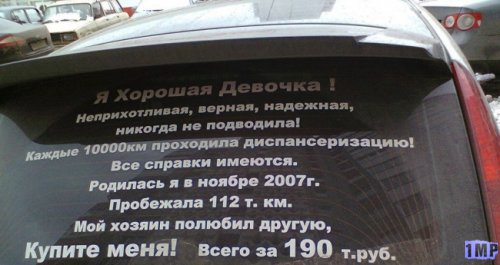 Я Хорошая Девочка !
Неприхотливая, верная, надежная,
никогда не подводила!
Каждые 10000км проходила диспансеризацию!
Все справки имеются.
Родилась я в ноябре 2007г.
Пробежала 112 т. км.
Мой хозяин полюбил другую,
Купите меня! Всего за 190 т.руб.
1MP